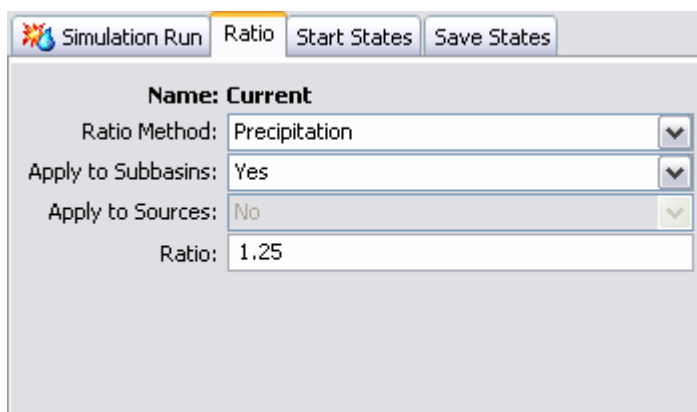 Simulation Run Ratio Start States Save States
Name: Current
Ratio Method: Precipitation
Apply to Subbasins: Yes
Apply to Sources: No
Ratio: 1.25